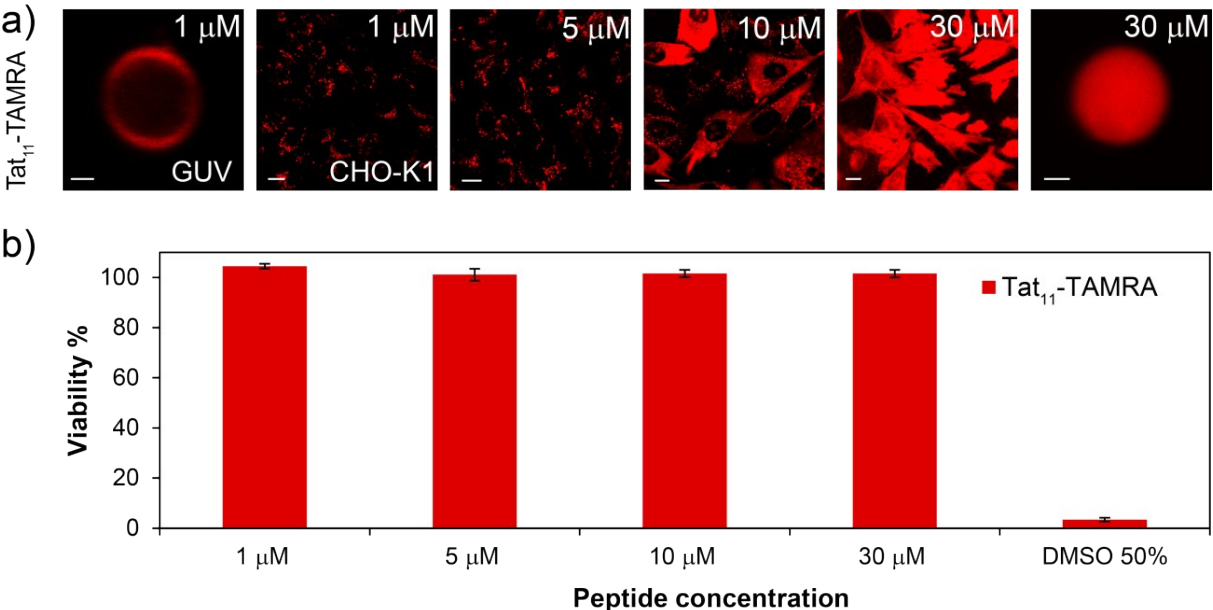 a)
Tat₁₁-TAMRA
1 μM
GUV
1 μM
CHO-K1
5 μM
10 μM
30 μM
30 μM
b)
Viability %
100
80
60
40
20
0
Tat₁₁-TAMRA
1 μM 5 μM 10 μM 30 μM DMSO 50%
Peptide concentration